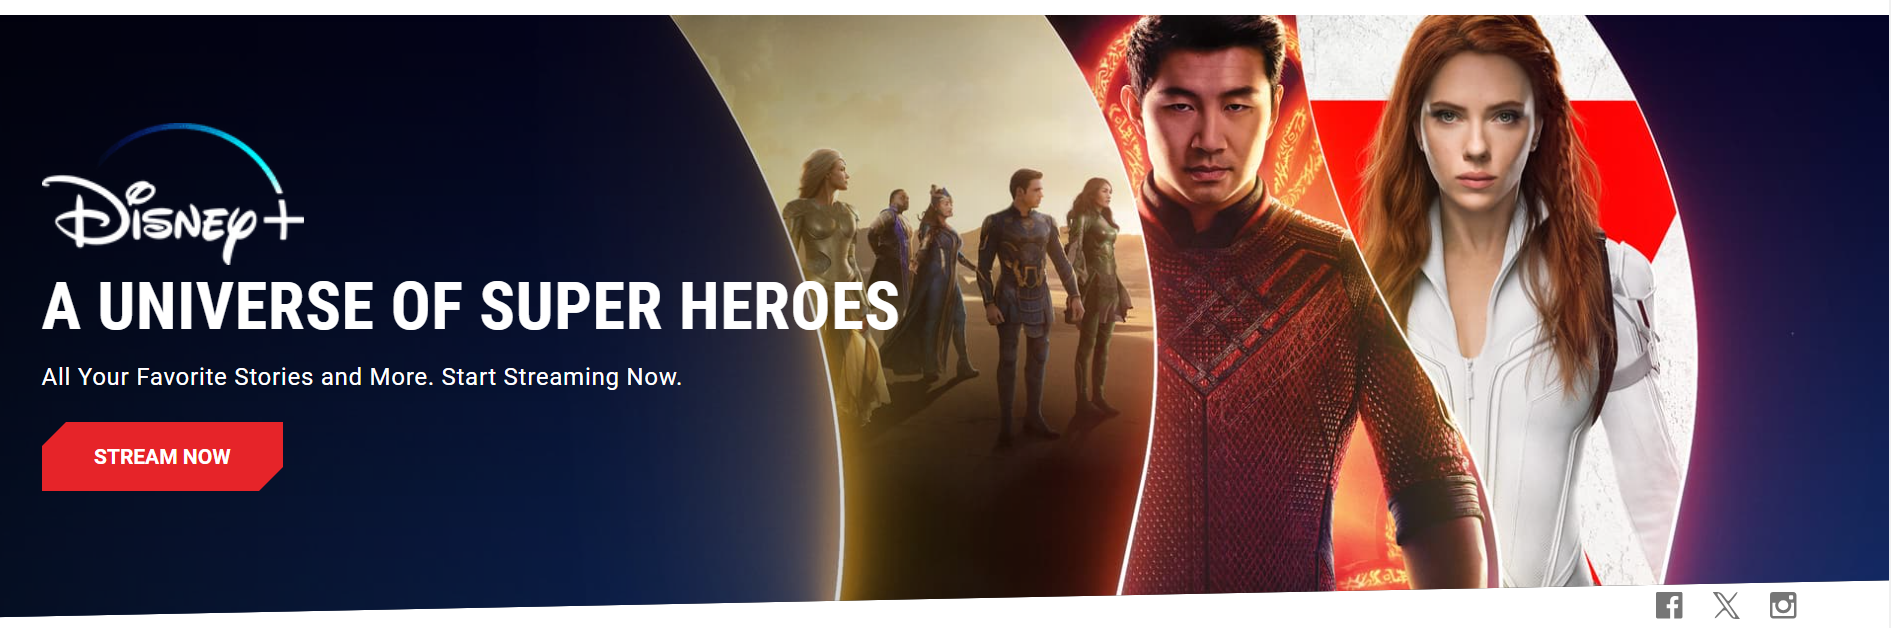 Disney+
A UNIVERSE OF SUPER HEROES
All Your Favorite Stories and More. Start Streaming Now.
STREAM NOW